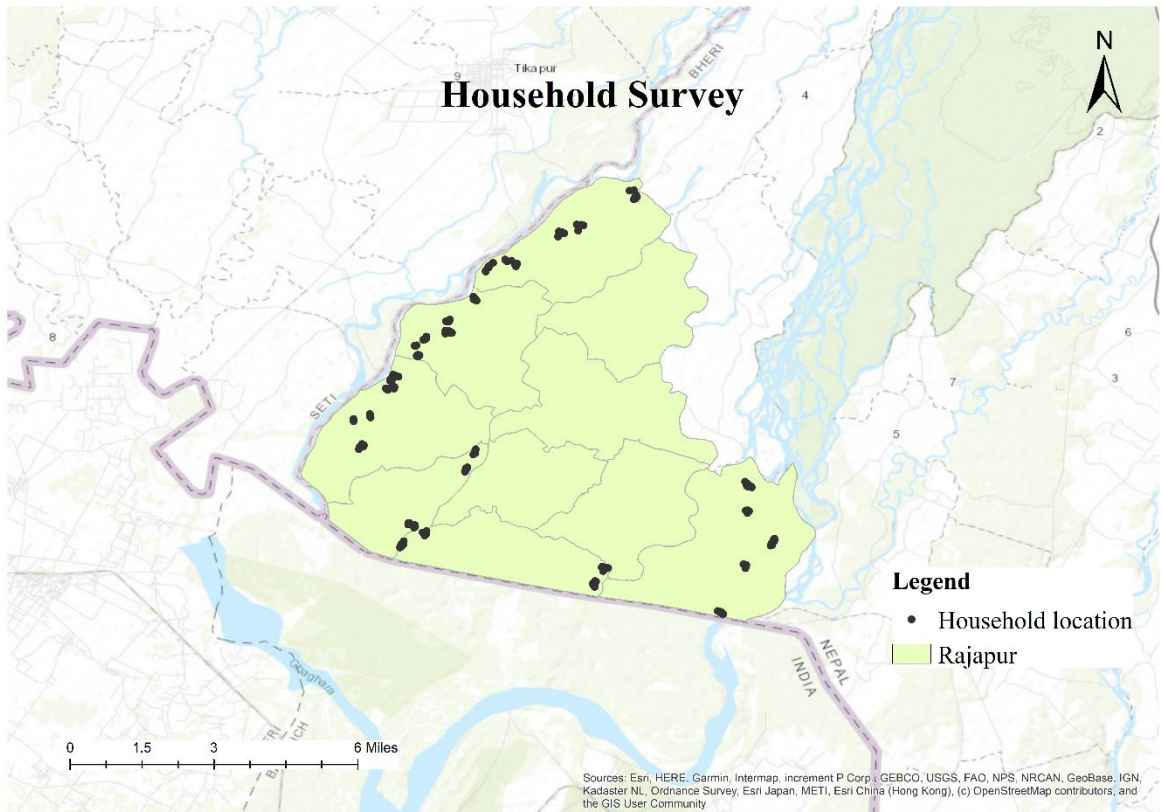 N
Tikapur
9
BHERI
4
Household Survey
2
8
6
3
7
SETI
5
Legend
Household location
Rajapur
NEPAL
INDIA
Gbaghara
0 1.5 3 6 Miles
Sources: Esri, HERE, Garmin, Intermap, increment P Corp., GEBCO, USGS, FAO, NPS, NRCAN, GeoBase, IGN,
Kadaster NL, Ordnance Survey, Esri Japan, METI, Esri China (Hong Kong), (c) OpenStreetMap contributors, and
the GIS User Community